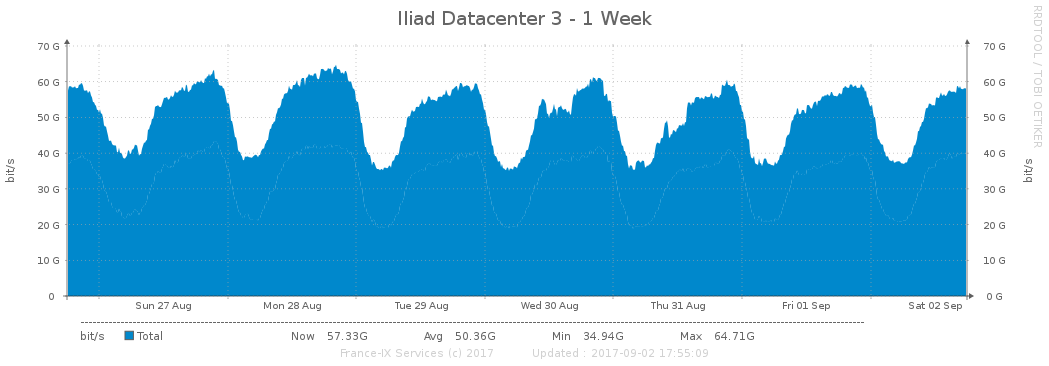 Iliad Datacenter 3 - 1 Week
RRDTOOL / TOBI OETIKER
70 G 70 G
60 G 60 G
50 G 50 G
40 G 40 G
30 G 30 G
20 G 20 G
10 G 10 G
0 0 G
bit/s bit/s
Sun 27 Aug Mon 28 Aug Tue 29 Aug Wed 30 Aug Thu 31 Aug Fri 01 Sep Sat 02 Sep
bit/s Total Now 57.33G Avg 50.36G Min 34.94G Max 64.71G
France-IX Services (c) 2017 Updated : 2017-09-02 17:55:09